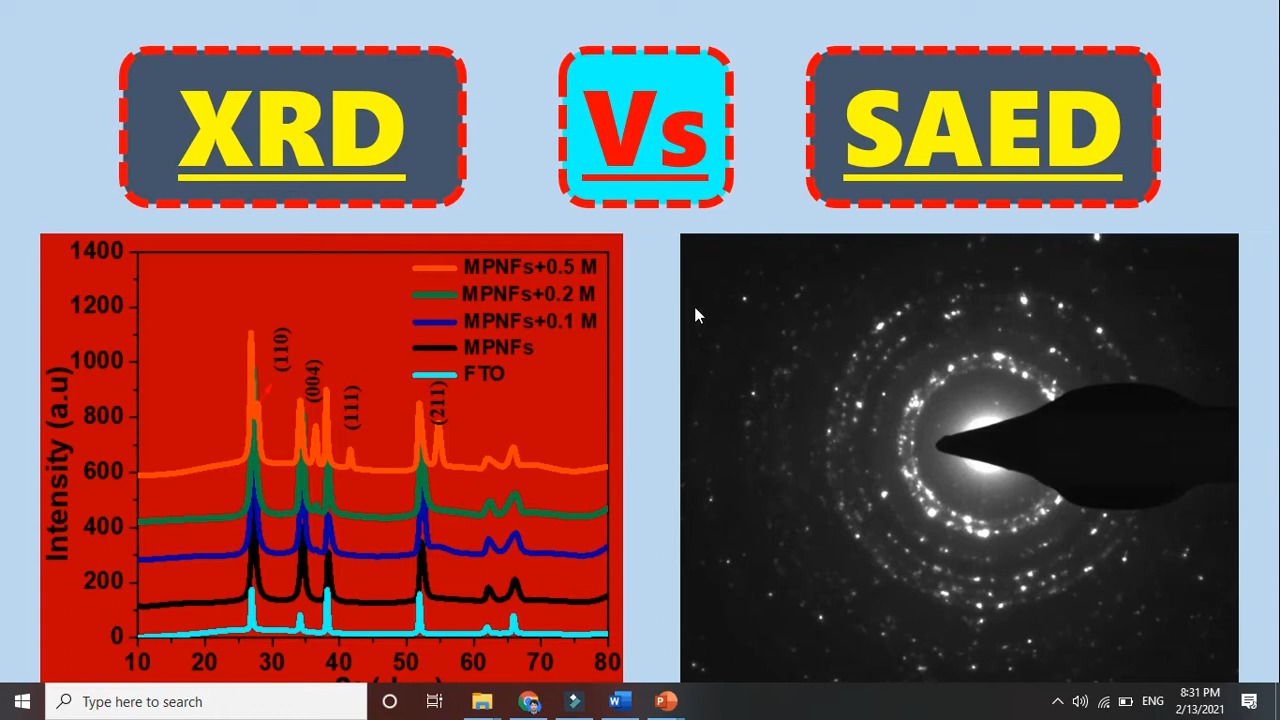 XRD
Vs
SAED
1400
1200
1000
800
600
400
200
0
Intensity (a.u)
MPNFs+0.5 M
MPNFs+0.2 M
MPNFs+0.1 M
MPNFs
FTO
(110)
(004)
(111)
(211)
10 20 30 40 50 60 70 80
Type here to search
W
P
ENG
8:31 PM
2/13/2021